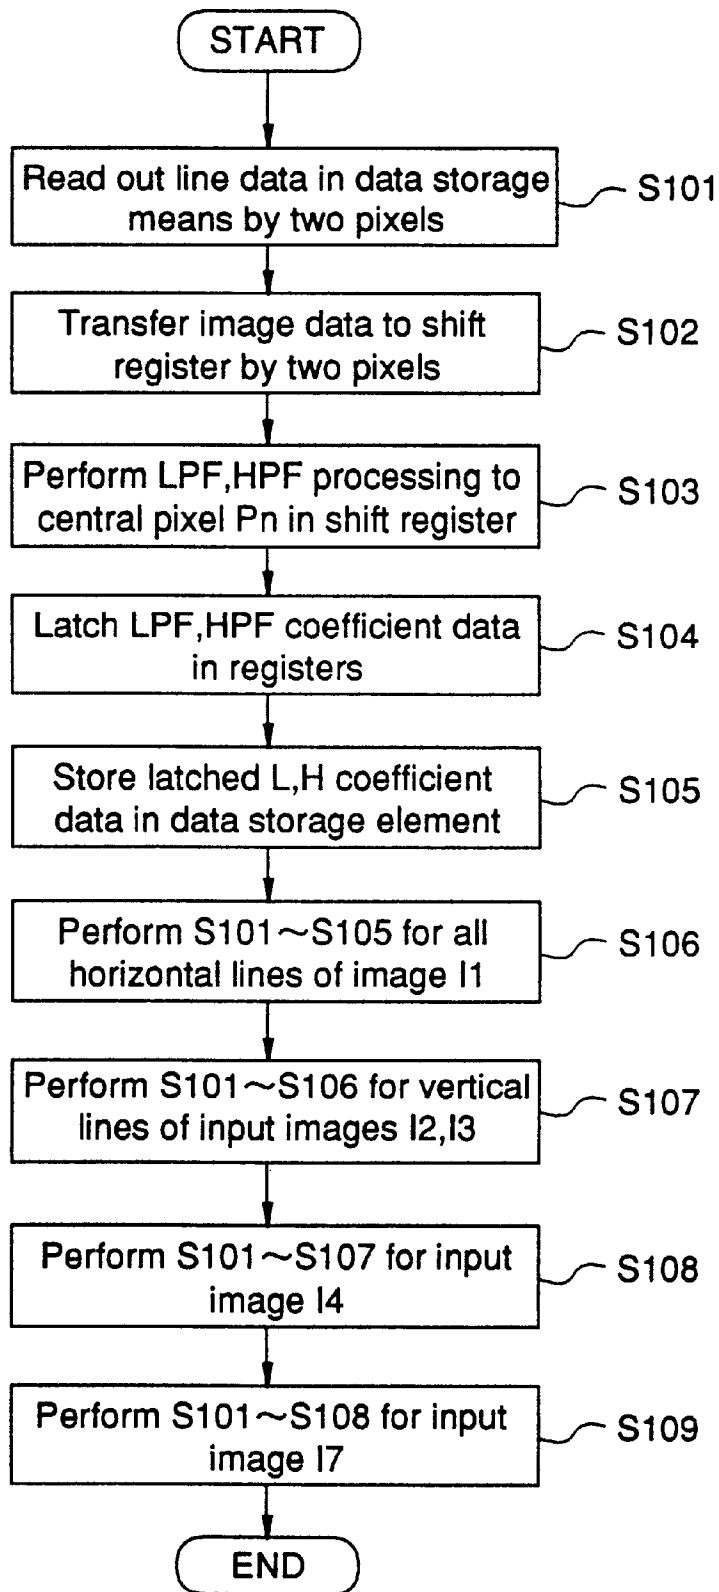 START
Read out line data in data storage
means by two pixels
S101
Transfer image data to shift
register by two pixels
S102
Perform LPF,HPF processing to
central pixel Pn in shift register
S103
Latch LPF,HPF coefficient data
in registers
S104
Store latched L,H coefficient
data in data storage element
S105
Perform S101～S105 for all
horizontal lines of image I1
S106
Perform S101～S106 for vertical
lines of input images I2,I3
S107
Perform S101～S107 for input
image I4
S108
Perform S101～S108 for input
image I7
S109
END